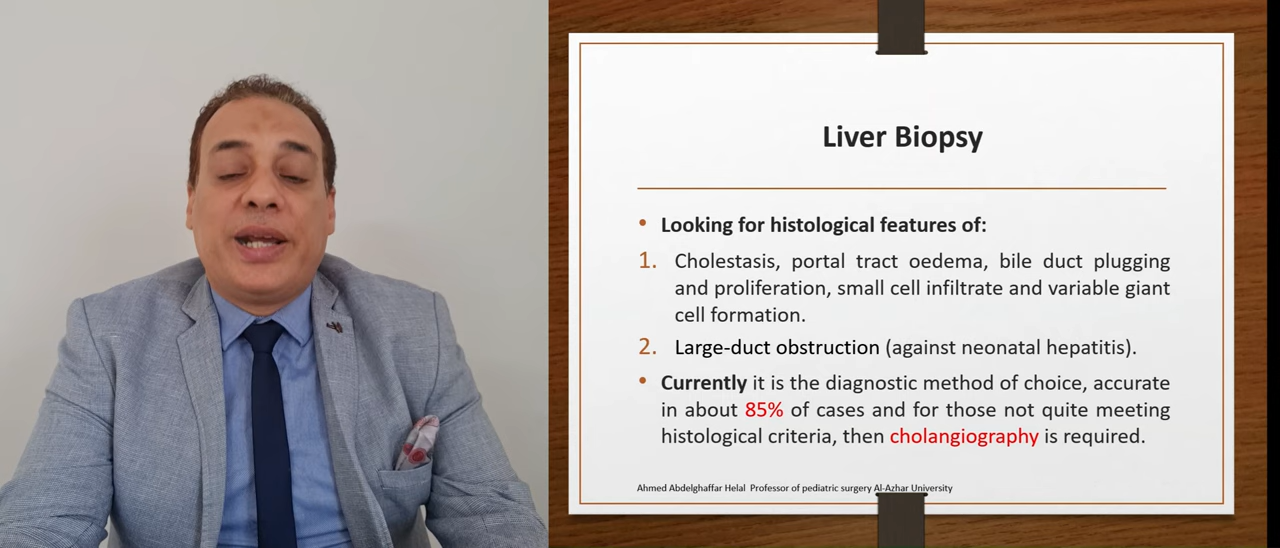 Liver Biopsy
• Looking for histological features of:
1. Cholestasis, portal tract oedema, bile duct plugging
and proliferation, small cell infiltrate and variable giant
cell formation.
2. Large-duct obstruction (against neonatal hepatitis).
• Currently it is the diagnostic method of choice, accurate
in about 85% of cases and for those not quite meeting
histological criteria, then cholangiography is required.
Ahmed Abdelghaffar Helal Professor of pediatric surgery Al-Azhar University